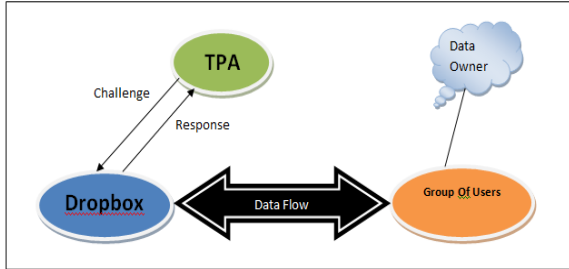 TPA
Data
Owner
Challenge
Response
Dropbox
Data Flow
Group Of Users